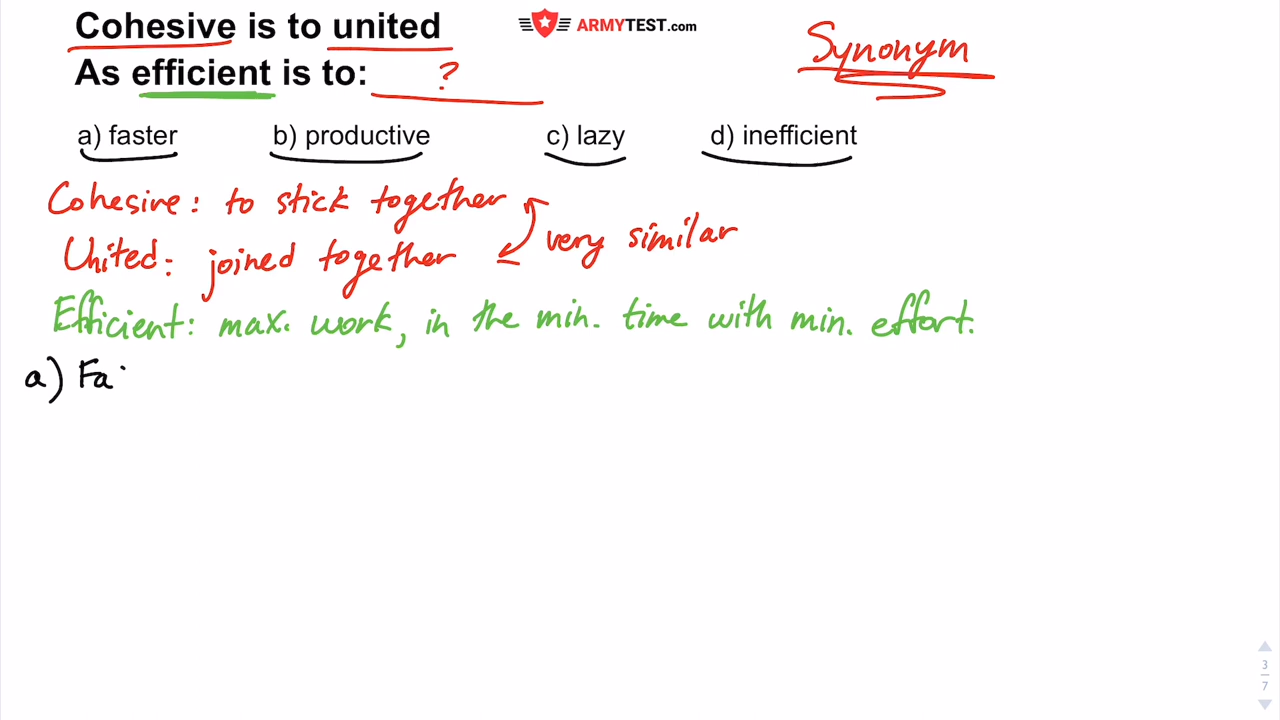 Cohesive is to united
ARMYTEST.com
Synonym
As efficient is to: ?
a) faster b) productive c) lazy d) inefficient
Cohesive: to stick together
very similar
United: joined together
Efficient: max. work, in the min. time with min. effort.
a) Fa
3
7